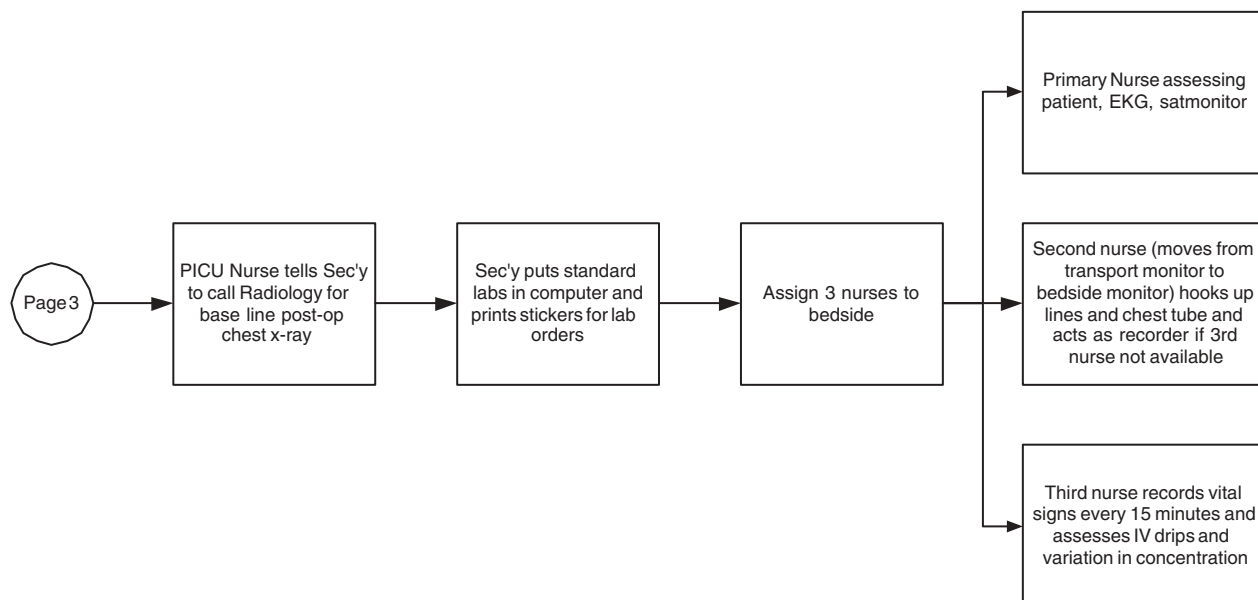 Page 3
PICU Nurse tells Sec'y
to call Radiology for
base line post-op
chest x-ray
Sec'y puts standard
labs in computer and
prints stickers for lab
orders
Assign 3 nurses to
bedside
Primary Nurse assessing
patient, EKG, satmonitor
Second nurse (moves from
transport monitor to
bedside monitor) hooks up
lines and chest tube and
acts as recorder if 3rd
nurse not available
Third nurse records vital
signs every 15 minutes and
assesses IV drips and
variation in concentration